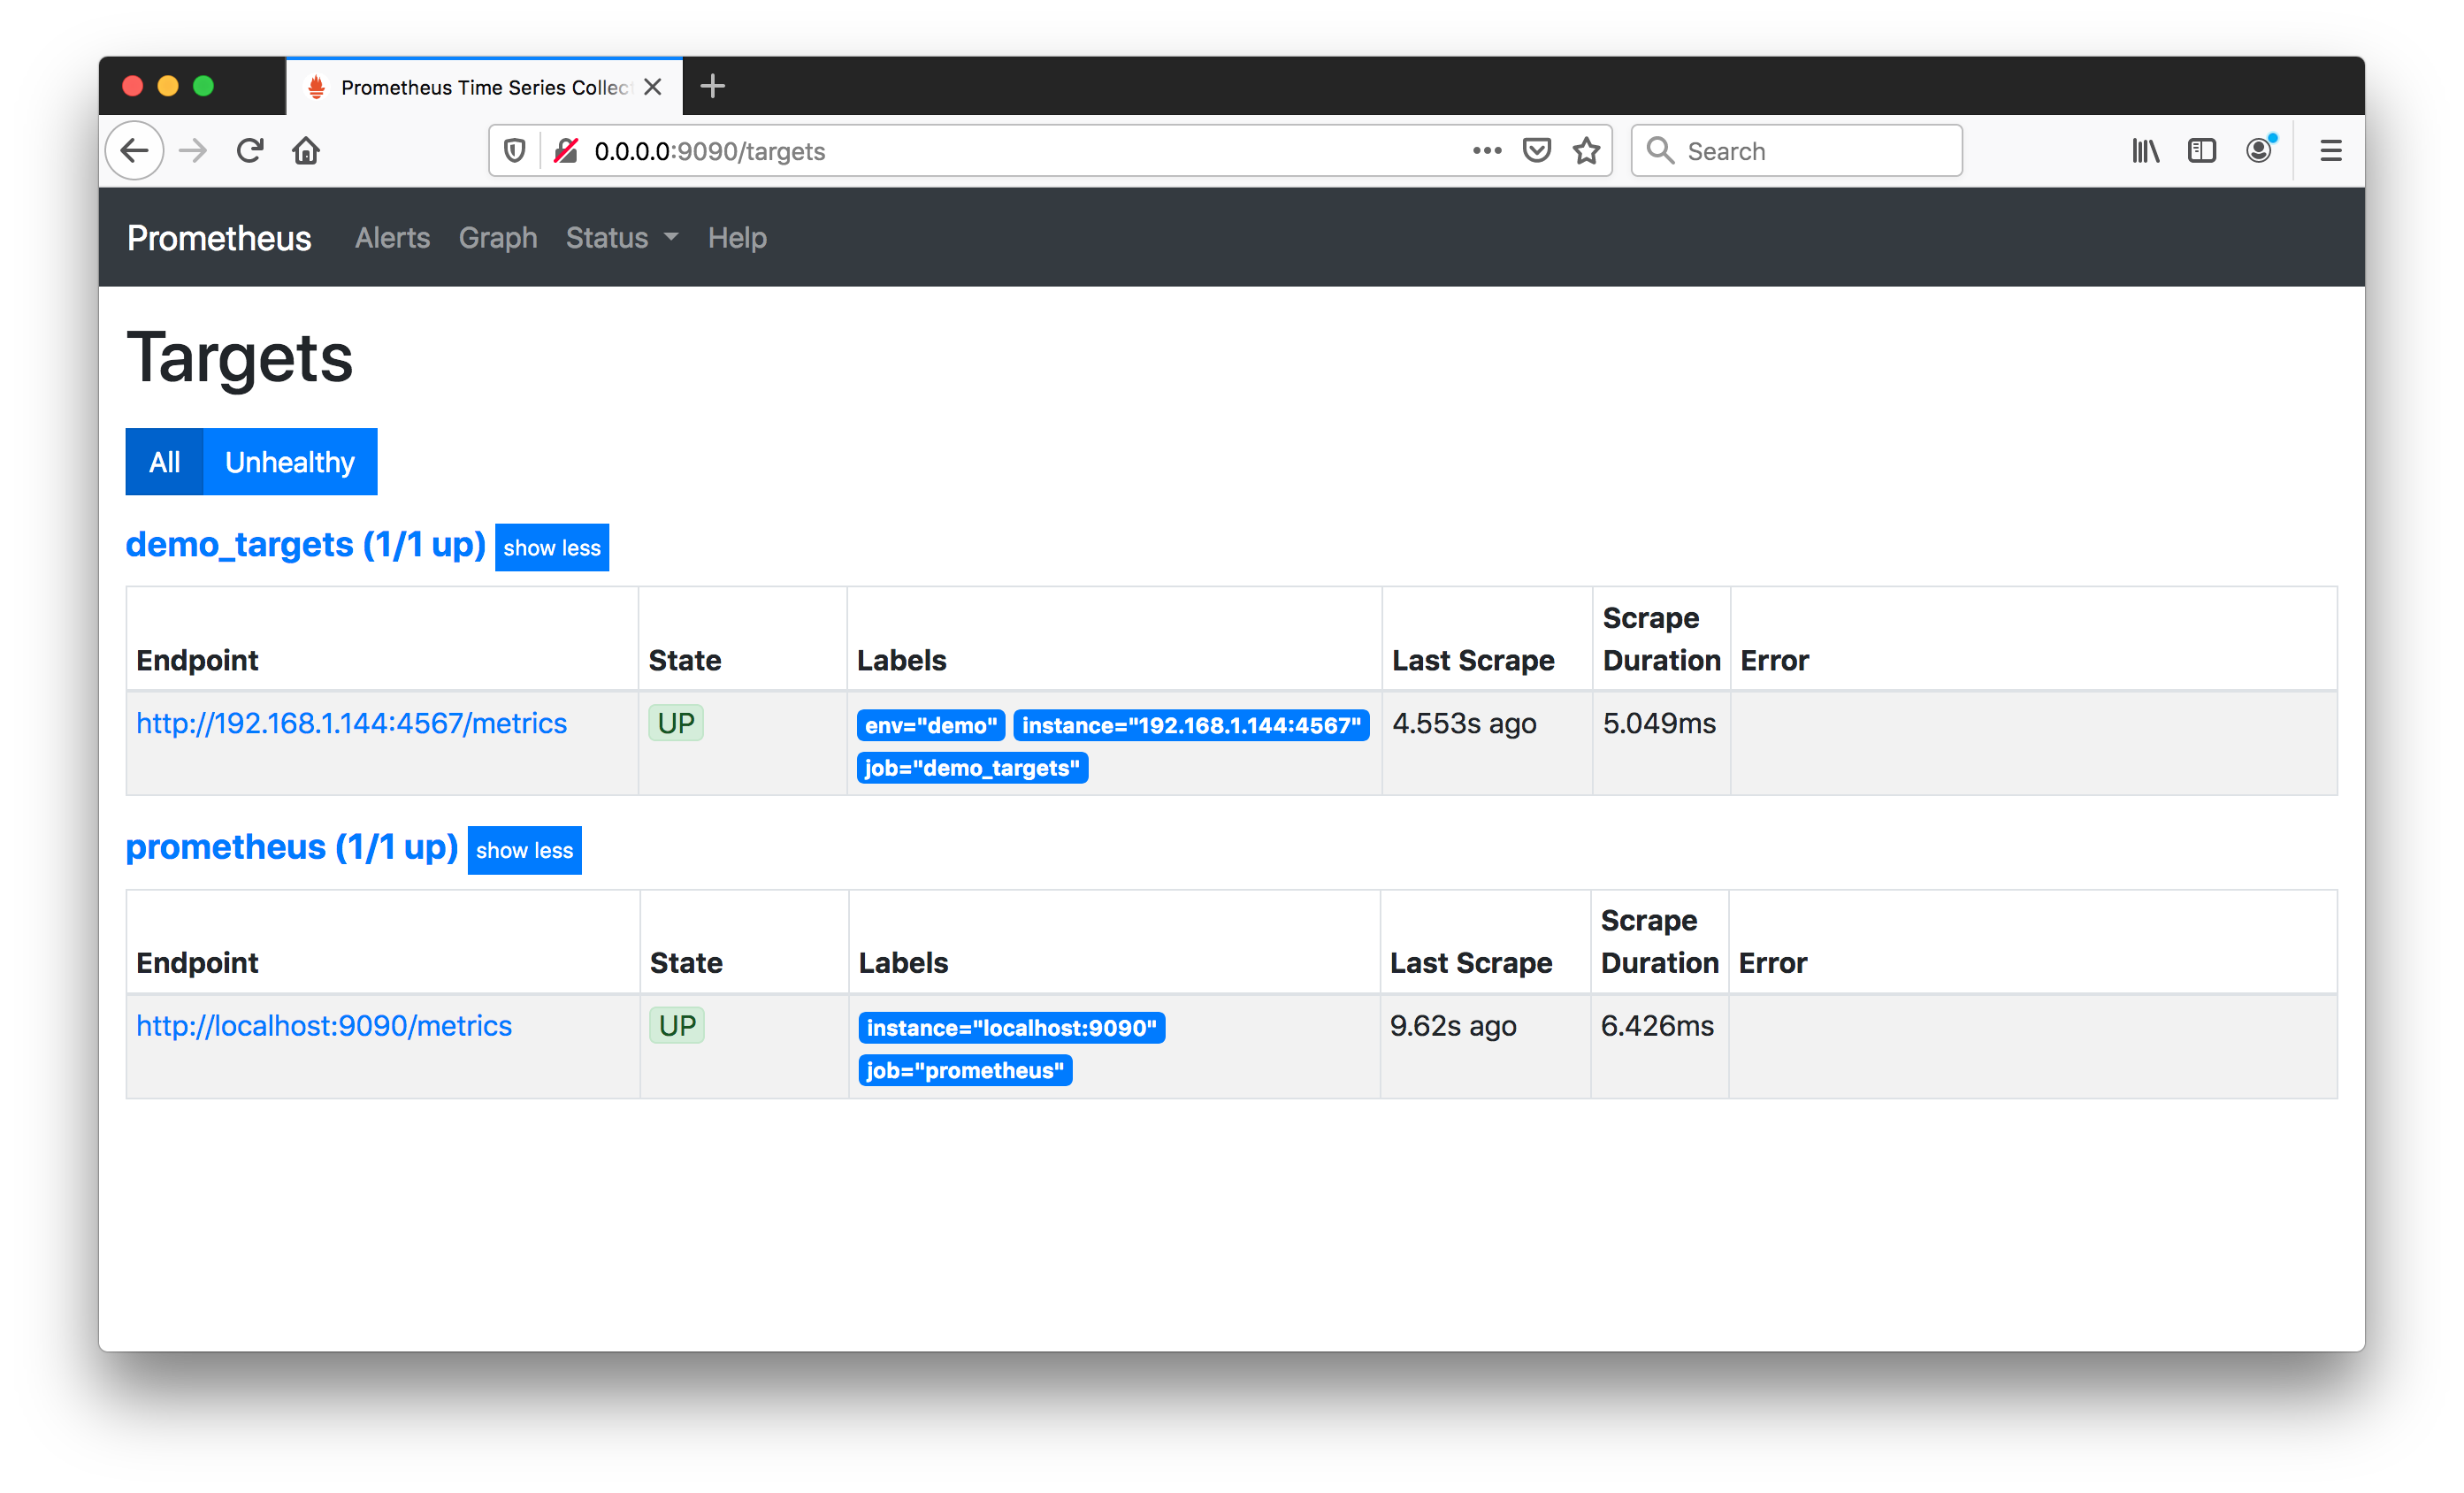 Prometheus Time Series Collect
0.0.0.0:9090/targets
Search
Prometheus Alerts Graph Status Help
Targets
All Unhealthy
demo_targets (1/1 up) show less
Scrape
Endpoint State Labels Last Scrape Duration Error
http://192.168.1.144:4567/metrics UP env="demo" instance="192.168.1.144:4567" 4.553s ago 5.049ms
job="demo_targets"
prometheus (1/1 up) show less
Scrape
Endpoint State Labels Last Scrape Duration Error
http://localhost:9090/metrics UP instance="localhost:9090" 9.62s ago 6.426ms
job="prometheus"